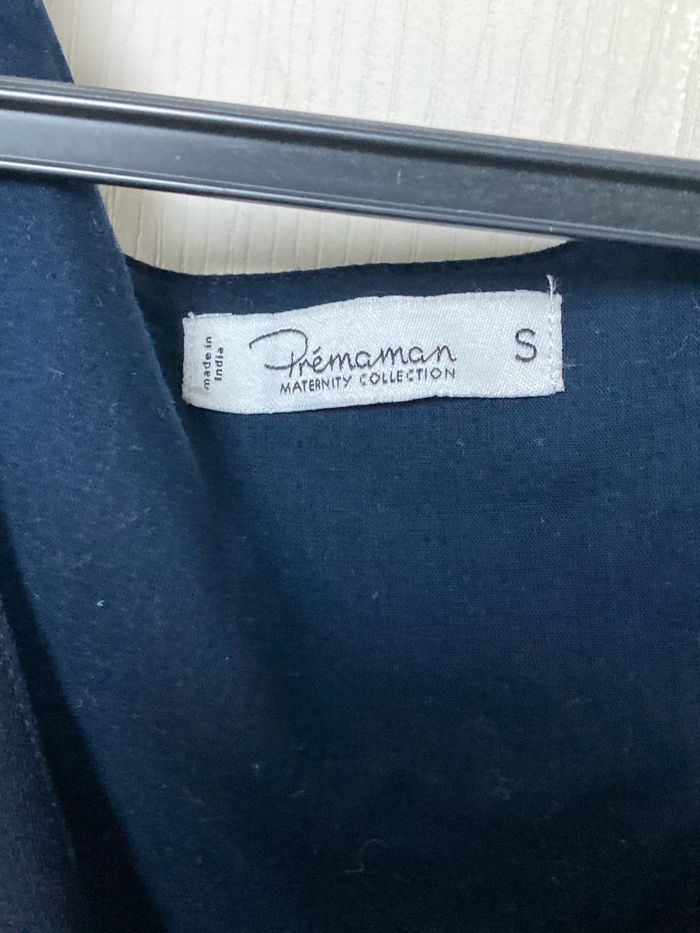 made in
India
Prémaman
MATERNITY COLLECTION
S